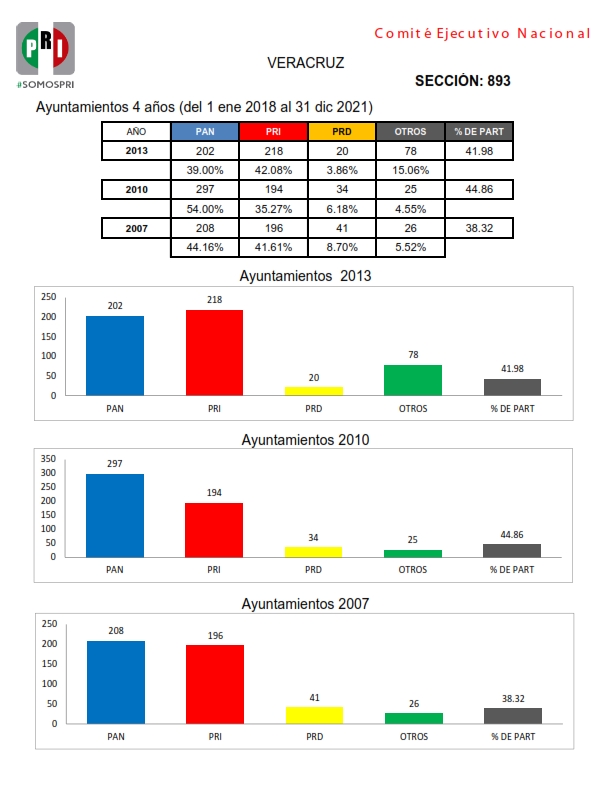 PRI
#SOMOSPRI
Comité Ejecutivo Nacional
VERACRUZ
SECCIÓN: 893
Ayuntamientos 4 años (del 1 ene 2018 al 31 dic 2021)
AÑO PAN PRI PRD OTROS % DE PART
2013 202 218 20 78 41.98
39.00% 42.08% 3.86% 15.06%
2010 297 194 34 25 44.86
54.00% 35.27% 6.18% 4.55%
2007 208 196 41 26 38.32
44.16% 41.61% 8.70% 5.52%
Ayuntamientos 2013
250
200
150
100
50
0
202 218 20 78 41.98
PAN PRI PRD OTROS % DE PART
Ayuntamientos 2010
350
300
250
200
150
100
50
0
297 194 34 25 44.86
PAN PRI PRD OTROS % DE PART
Ayuntamientos 2007
250
200
150
100
50
0
208 196 41 26 38.32
PAN PRI PRD OTROS % DE PART